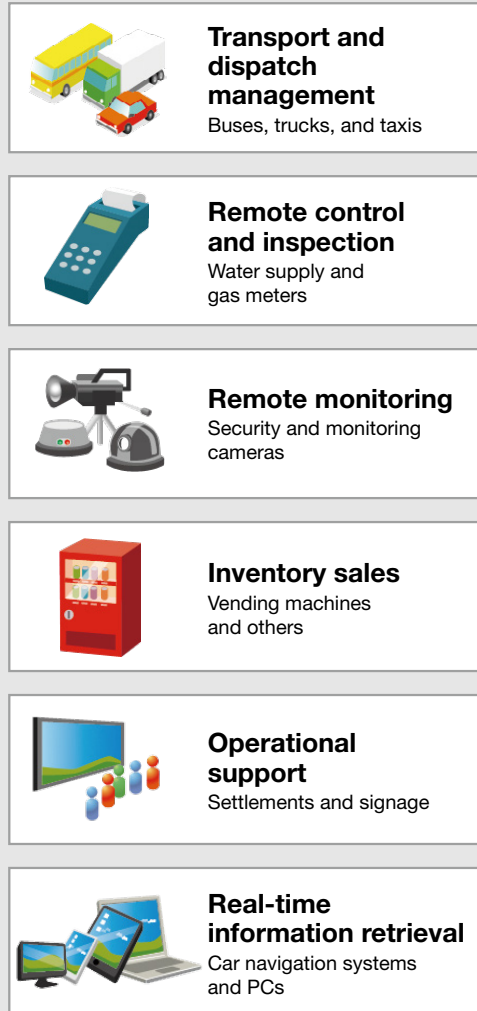 Transport and
dispatch
management
Buses, trucks, and taxis
Remote control
and inspection
Water supply and
gas meters
Remote monitoring
Security and monitoring
cameras
Inventory sales
Vending machines
and others
Operational
support
Settlements and signage
Real-time
information retrieval
Car navigation systems
and PCs